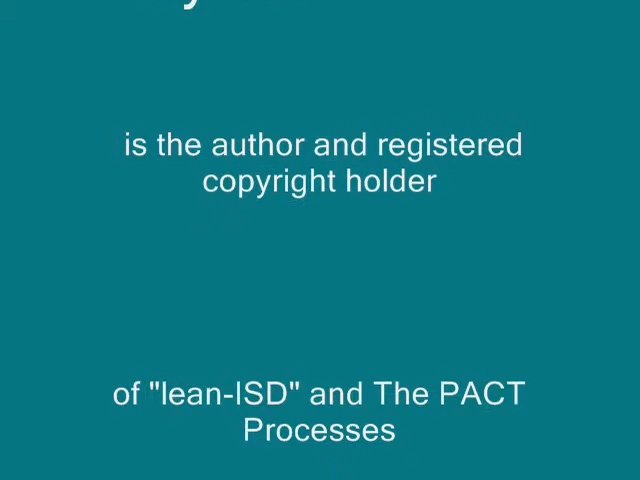 is the author and registered
copyright holder
of "lean-ISD" and The PACT
Processes